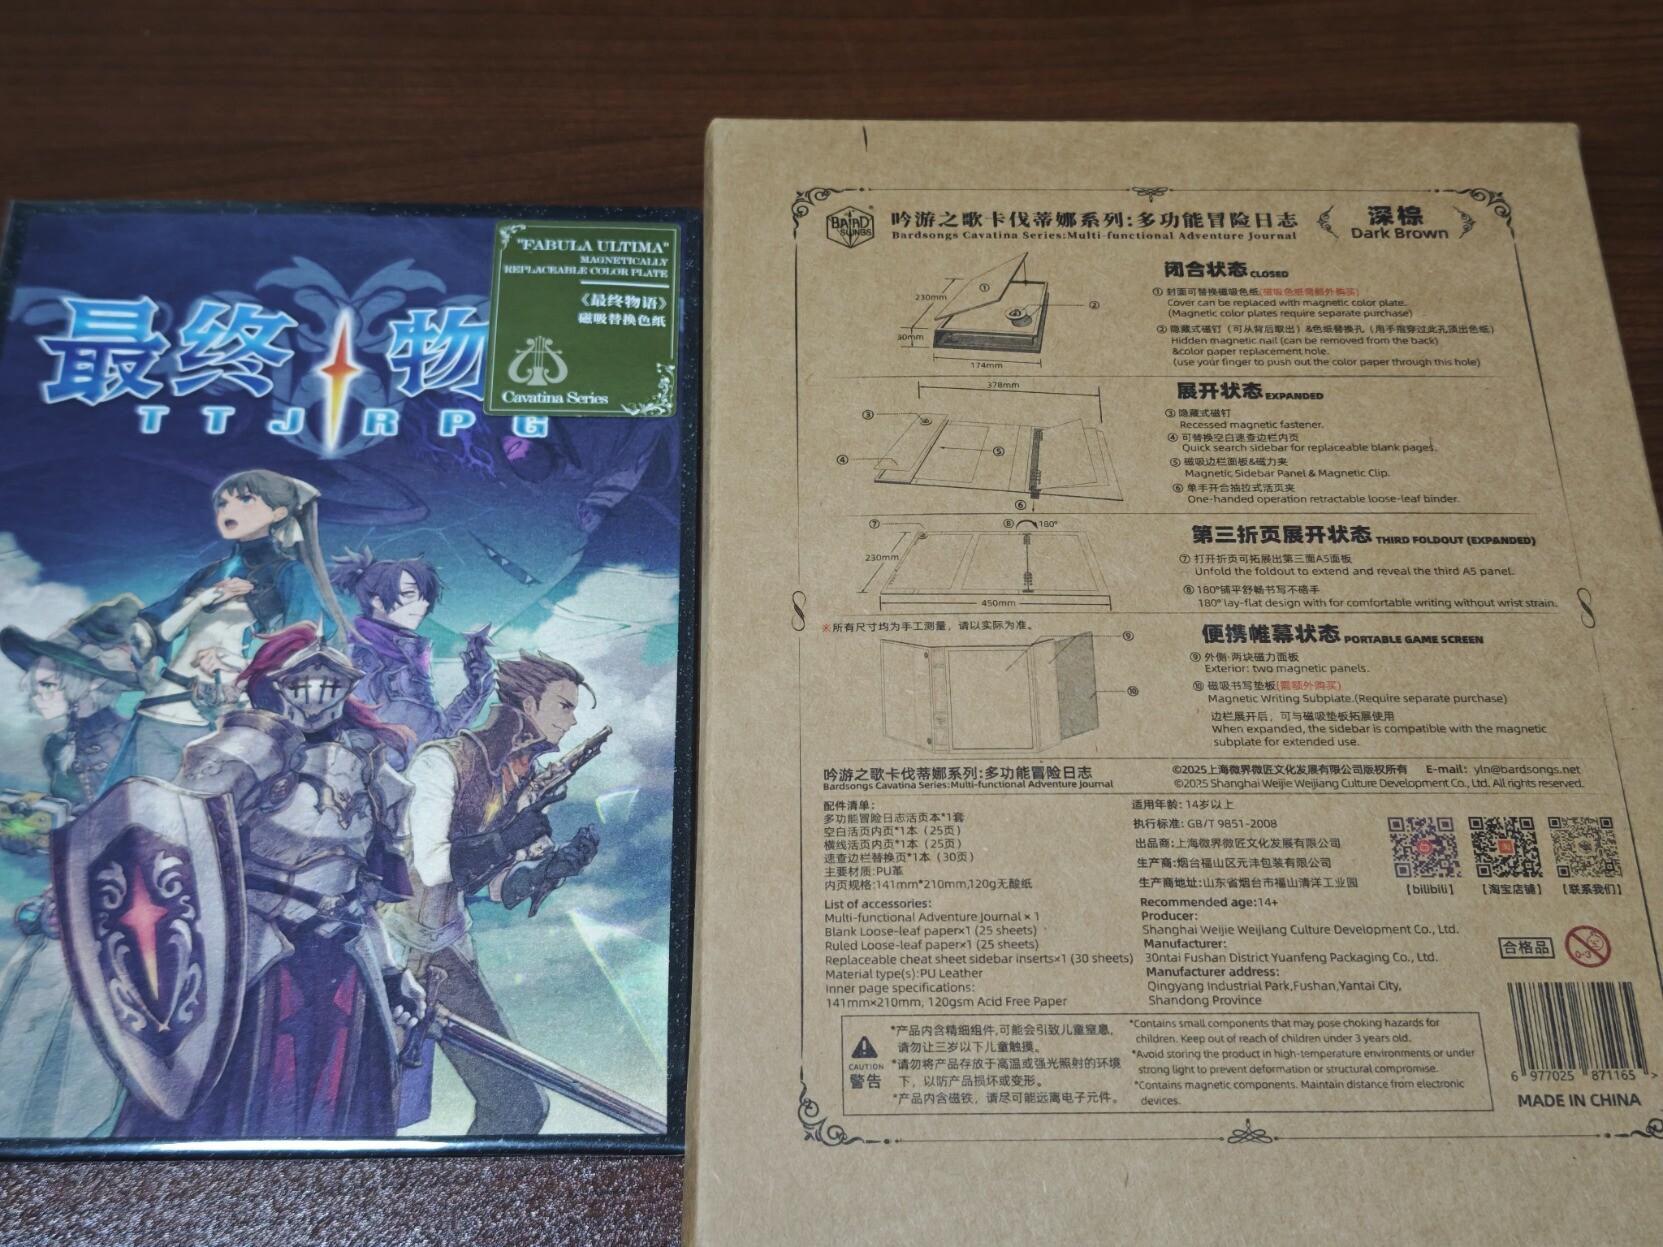 最终物
TTJRPG
"FABULA ULTIMA"
MAGNETICALLY
REPLACEABLE COLOR PLATE
《最终物语》
磁吸替换色纸
Cavatina Series
BARD SONGS
吟游之歌卡伐蒂娜系列:多功能冒险日志
Bardsongs Cavatina Series:Multi-functional Adventure Journal
深棕
Dark Brown
闭合状态 CLOSED
① 封面可替换磁吸色纸(磁吸色纸需额外购买)
Cover can be replaced with magnetic color plate.
(Magnetic color plates require separate purchase)
② 隐藏式磁钉（可从背后取出）&色纸替换孔（用手指穿过此孔顶出色纸）
Hidden magnetic nail (can be removed from the back)
&color paper replacement hole.
(use your finger to push out the color paper through this hole)
230mm
30mm
174mm
①
②
展开状态 EXPANDED
③ 隐藏式磁钉
Recessed magnetic fastener.
④ 可替换空白速查边栏内页
Quick search sidebar for replaceable blank pages.
⑤ 磁吸边栏面板&磁力夹
Magnetic Sidebar Panel & Magnetic Clip.
⑥ 单手开合抽拉式活页夹
One-handed operation retractable loose-leaf binder.
378mm
③
④
⑤
⑥
第三折页展开状态 THIRD FOLDOUT (EXPANDED)
⑦ 打开折页可拓展出第三面A5面板
Unfold the foldout to extend and reveal the third A5 panel.
⑧ 180°铺平舒畅书写不硌手
180° lay-flat design with for comfortable writing without wrist strain.
⑦
⑧ 180°
230mm
450mm
※所有尺寸均为手工测量，请以实际为准。
便携帷幕状态 PORTABLE GAME SCREEN
⑨ 外侧·两块磁力面板
Exterior: two magnetic panels.
⑩ 磁吸书写垫板(需额外购买)
Magnetic Writing Subplate.(Require separate purchase)
边栏展开后，可与磁吸垫板拓展使用
When expanded, the sidebar is compatible with the magnetic
subplate for extended use.
⑨
⑩
吟游之歌卡伐蒂娜系列:多功能冒险日志
Bardsongs Cavatina Series:Multi-functional Adventure Journal
©2025上海微界微匠文化发展有限公司版权所有 E-mail: yln@bardsongs.net
©2025 Shanghai Weijie Weijiang Culture Development Co., Ltd. All rights reserved.
配件清单:
多功能冒险日志活页本*1套
空白活页内页*1本（25页）
横线活页内页*1本（25页）
速查边栏替换页*1本（30页）
主要材质:PU革
内页规格:141mm*210mm,120g无酸纸
List of accessories:
Multi-functional Adventure Journal × 1
Blank Loose-leaf paper×1 (25 sheets)
Ruled Loose-leaf paper×1 (25 sheets)
Replaceable cheat sheet sidebar inserts×1 (30 sheets)
Material type(s):PU Leather
Inner page specifications:
141mm×210mm, 120gsm Acid Free Paper
适用年龄: 14岁以上
执行标准: GB/T 9851-2008
出品商:上海微界微匠文化发展有限公司
生产商:烟台福山区元沣包装有限公司
生产商地址:山东省烟台市福山清洋工业园
Recommended age:14+
Producer:
Shanghai Weijie Weijiang Culture Development Co., Ltd.
Manufacturer:
30ntai Fushan District Yuanfeng Packaging Co., Ltd.
Manufacturer address:
Qingyang Industrial Park,Fushan,Yantai City,
Shandong Province
【bilibili】
【淘宝店铺】
【联系我们】
合格品
CAUTION
警告
*产品内含精细组件,可能会引致儿童窒息,
请勿让三岁以下儿童触摸。
*请勿将产品存放于高温或强光照射的环境
下，以防产品损坏或变形。
*产品内含磁铁，请尽可能远离电子元件。
*Contains small components that may pose choking hazards for
children. Keep out of reach of children under 3 years old.
*Avoid storing the product in high-temperature environments or under
strong light to prevent deformation or structural compromise.
*Contains magnetic components. Maintain distance from electronic
devices.
6 977025 871165 >
MADE IN CHINA